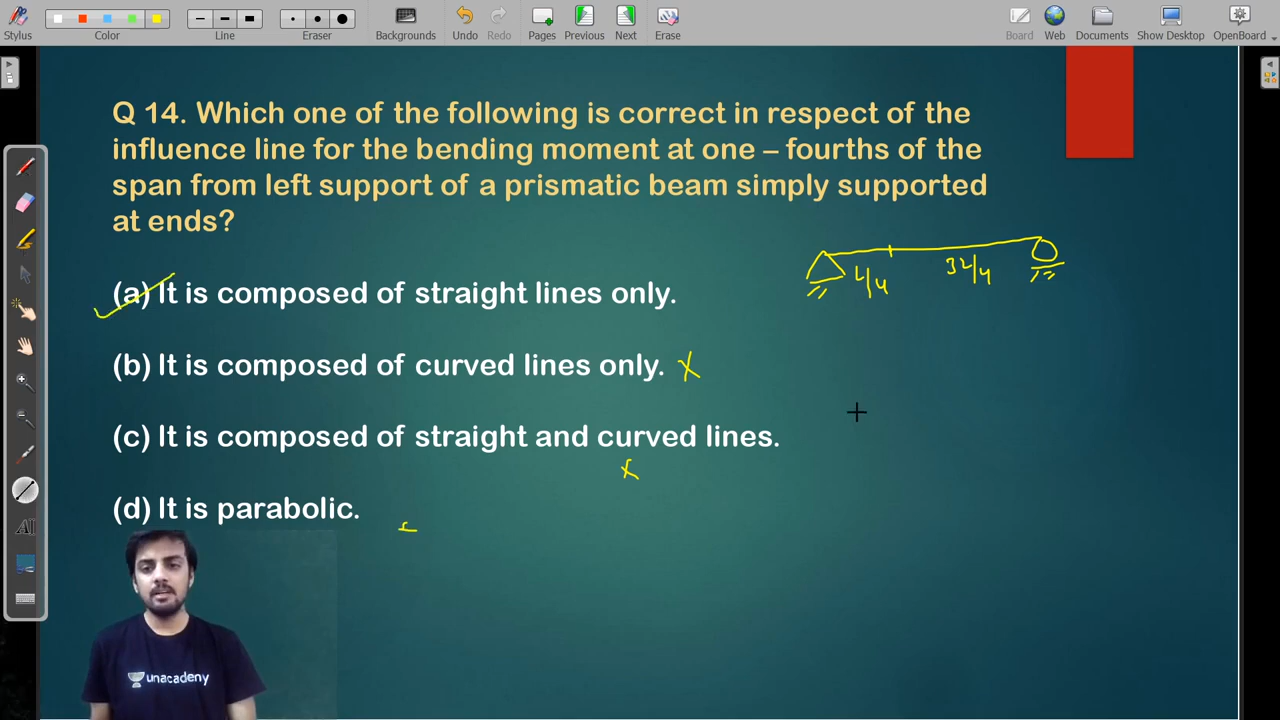 Stylus
Color
Line
Eraser
Backgrounds
Undo
Redo
Pages
Previous
Next
Erase
Board
Web
Documents
Show Desktop
OpenBoard
Q 14. Which one of the following is correct in respect of the
influence line for the bending moment at one – fourths of the
span from left support of a prismatic beam simply supported
at ends?
L/4
3L/4
(a) It is composed of straight lines only.
(b) It is composed of curved lines only. X
(c) It is composed of straight and curved lines.
x
(d) It is parabolic.
unacademy